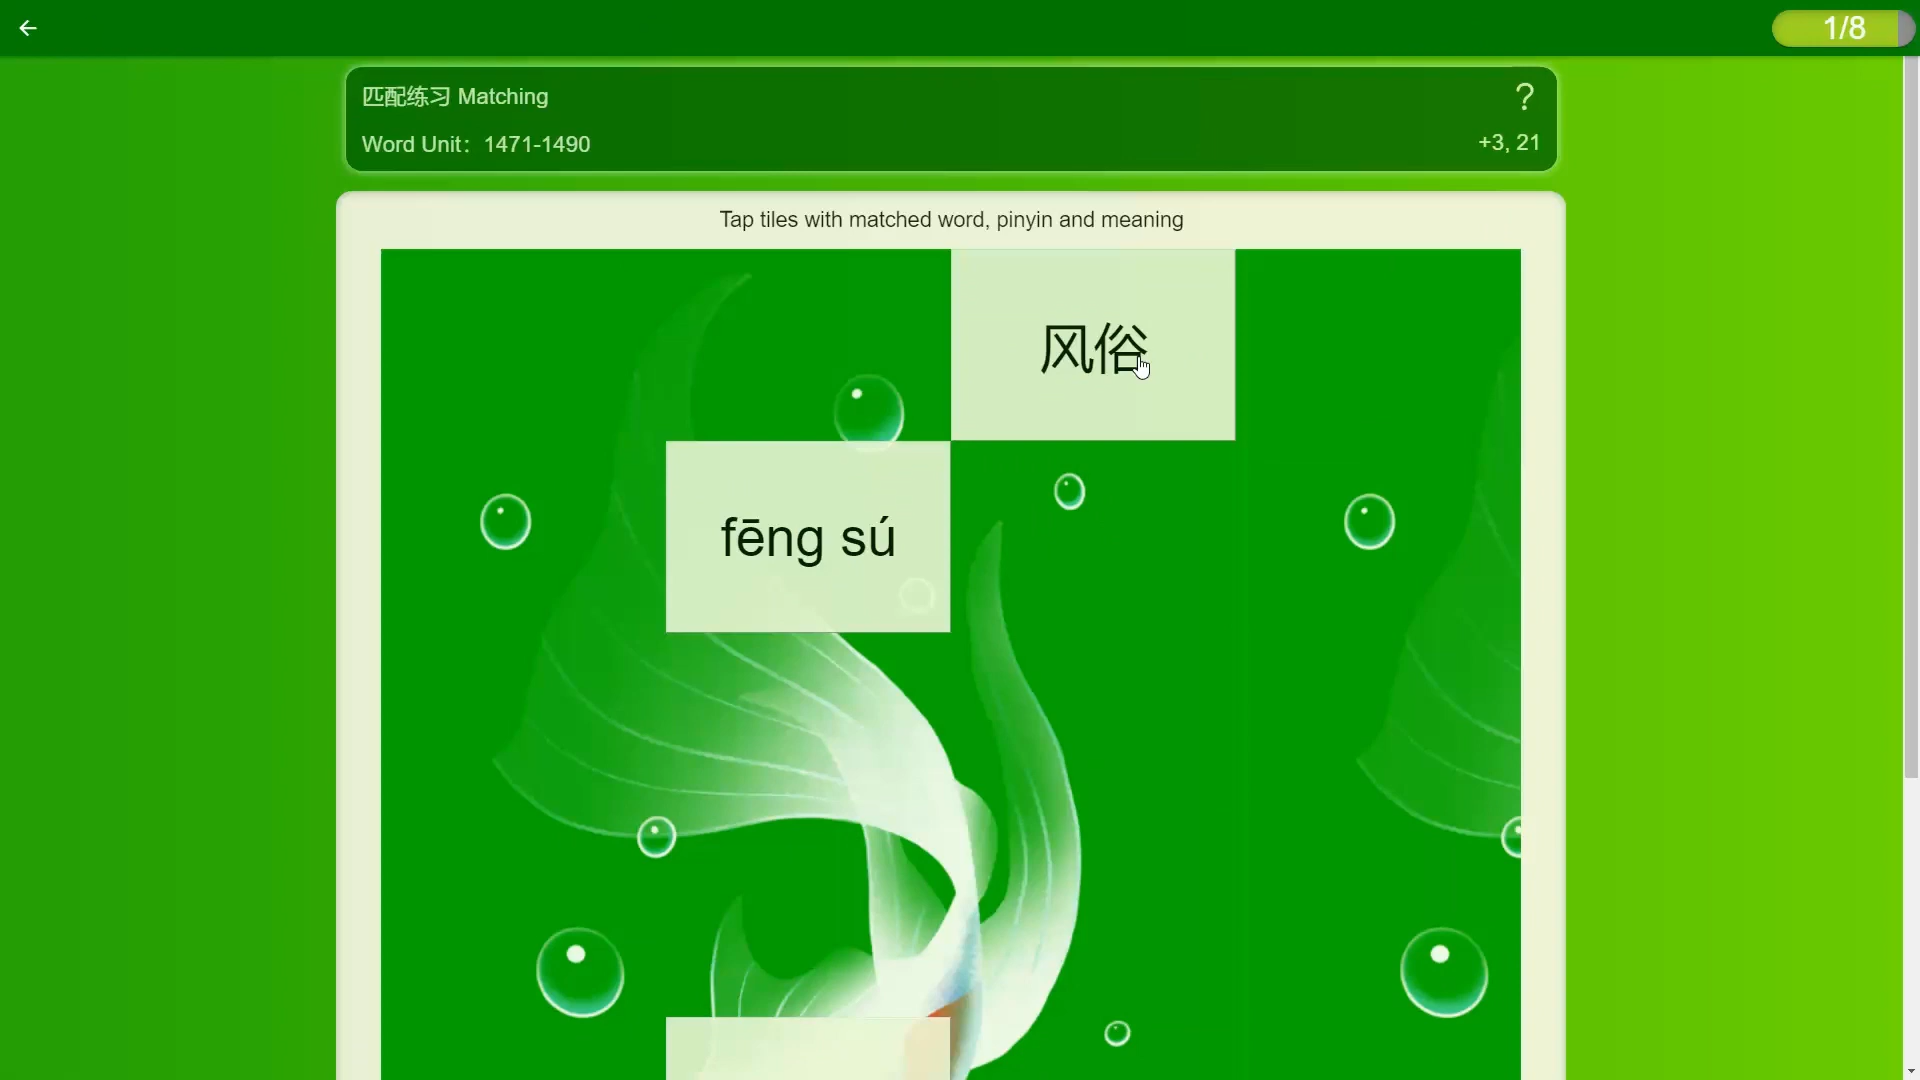 1/8
匹配练习 Matching
?
Word Unit：1471-1490
+3, 21
Tap tiles with matched word, pinyin and meaning
风俗
fēng sú